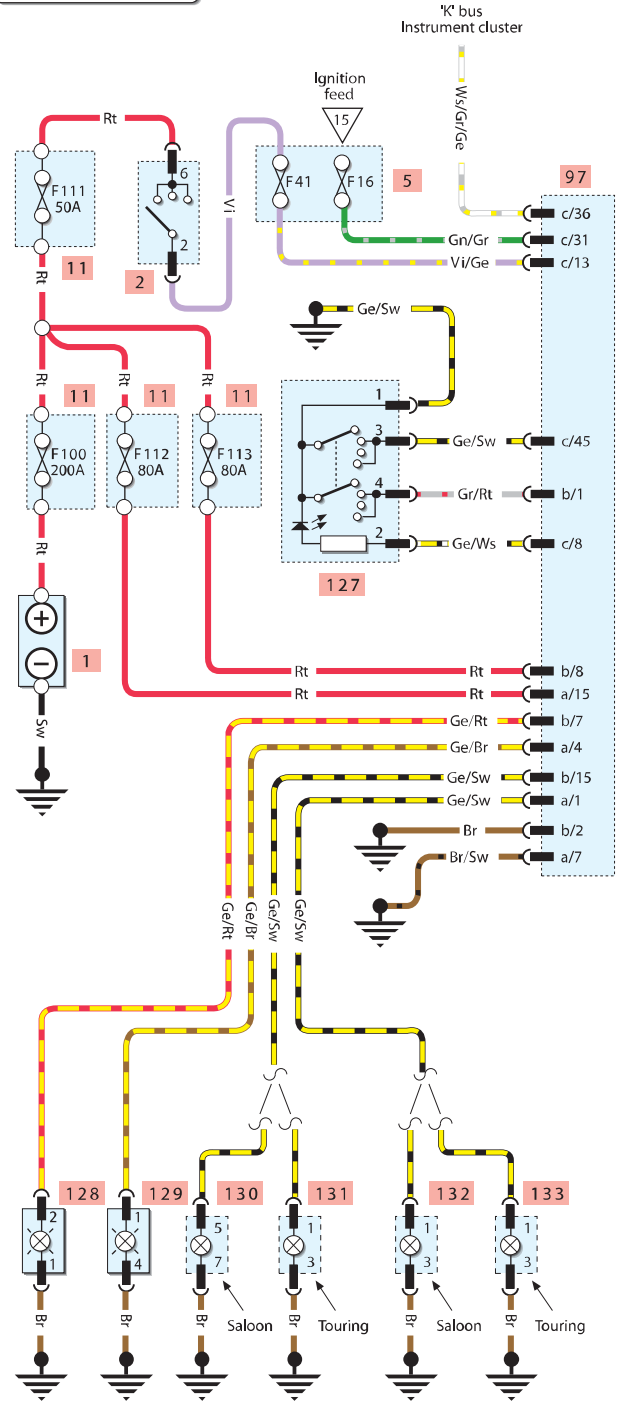 'K' bus
Instrument cluster
Ignition
feed
15
Ws/Gr/Ge
Rt
6
F111
50A
Vi
F41
F16
5
97
c/36
2
Gn/Gr
c/31
11
2
Vi/Ge
c/13
Rt
Ge/Sw
Rt
Rt
Rt
11
11
11
1
F100
200A
F112
80A
F113
80A
3
Ge/Sw
c/45
4
Gr/Rt
b/1
Rt
2
Ge/Ws
c/8
127
+
−
1
Rt
Rt
b/8
Rt
Rt
a/15
Sw
Ge/Rt
b/7
Ge/Br
a/4
Ge/Sw
b/15
Ge/Sw
a/1
Br
b/2
Br/Sw
a/7
Ge/Rt
Ge/Br
Ge/Sw
Ge/Sw
128
129
130
131
132
133
2
1
5
1
1
1
1
4
7
3
3
3
Br
Br
Br
Saloon
Br
Touring
Br
Saloon
Br
Touring